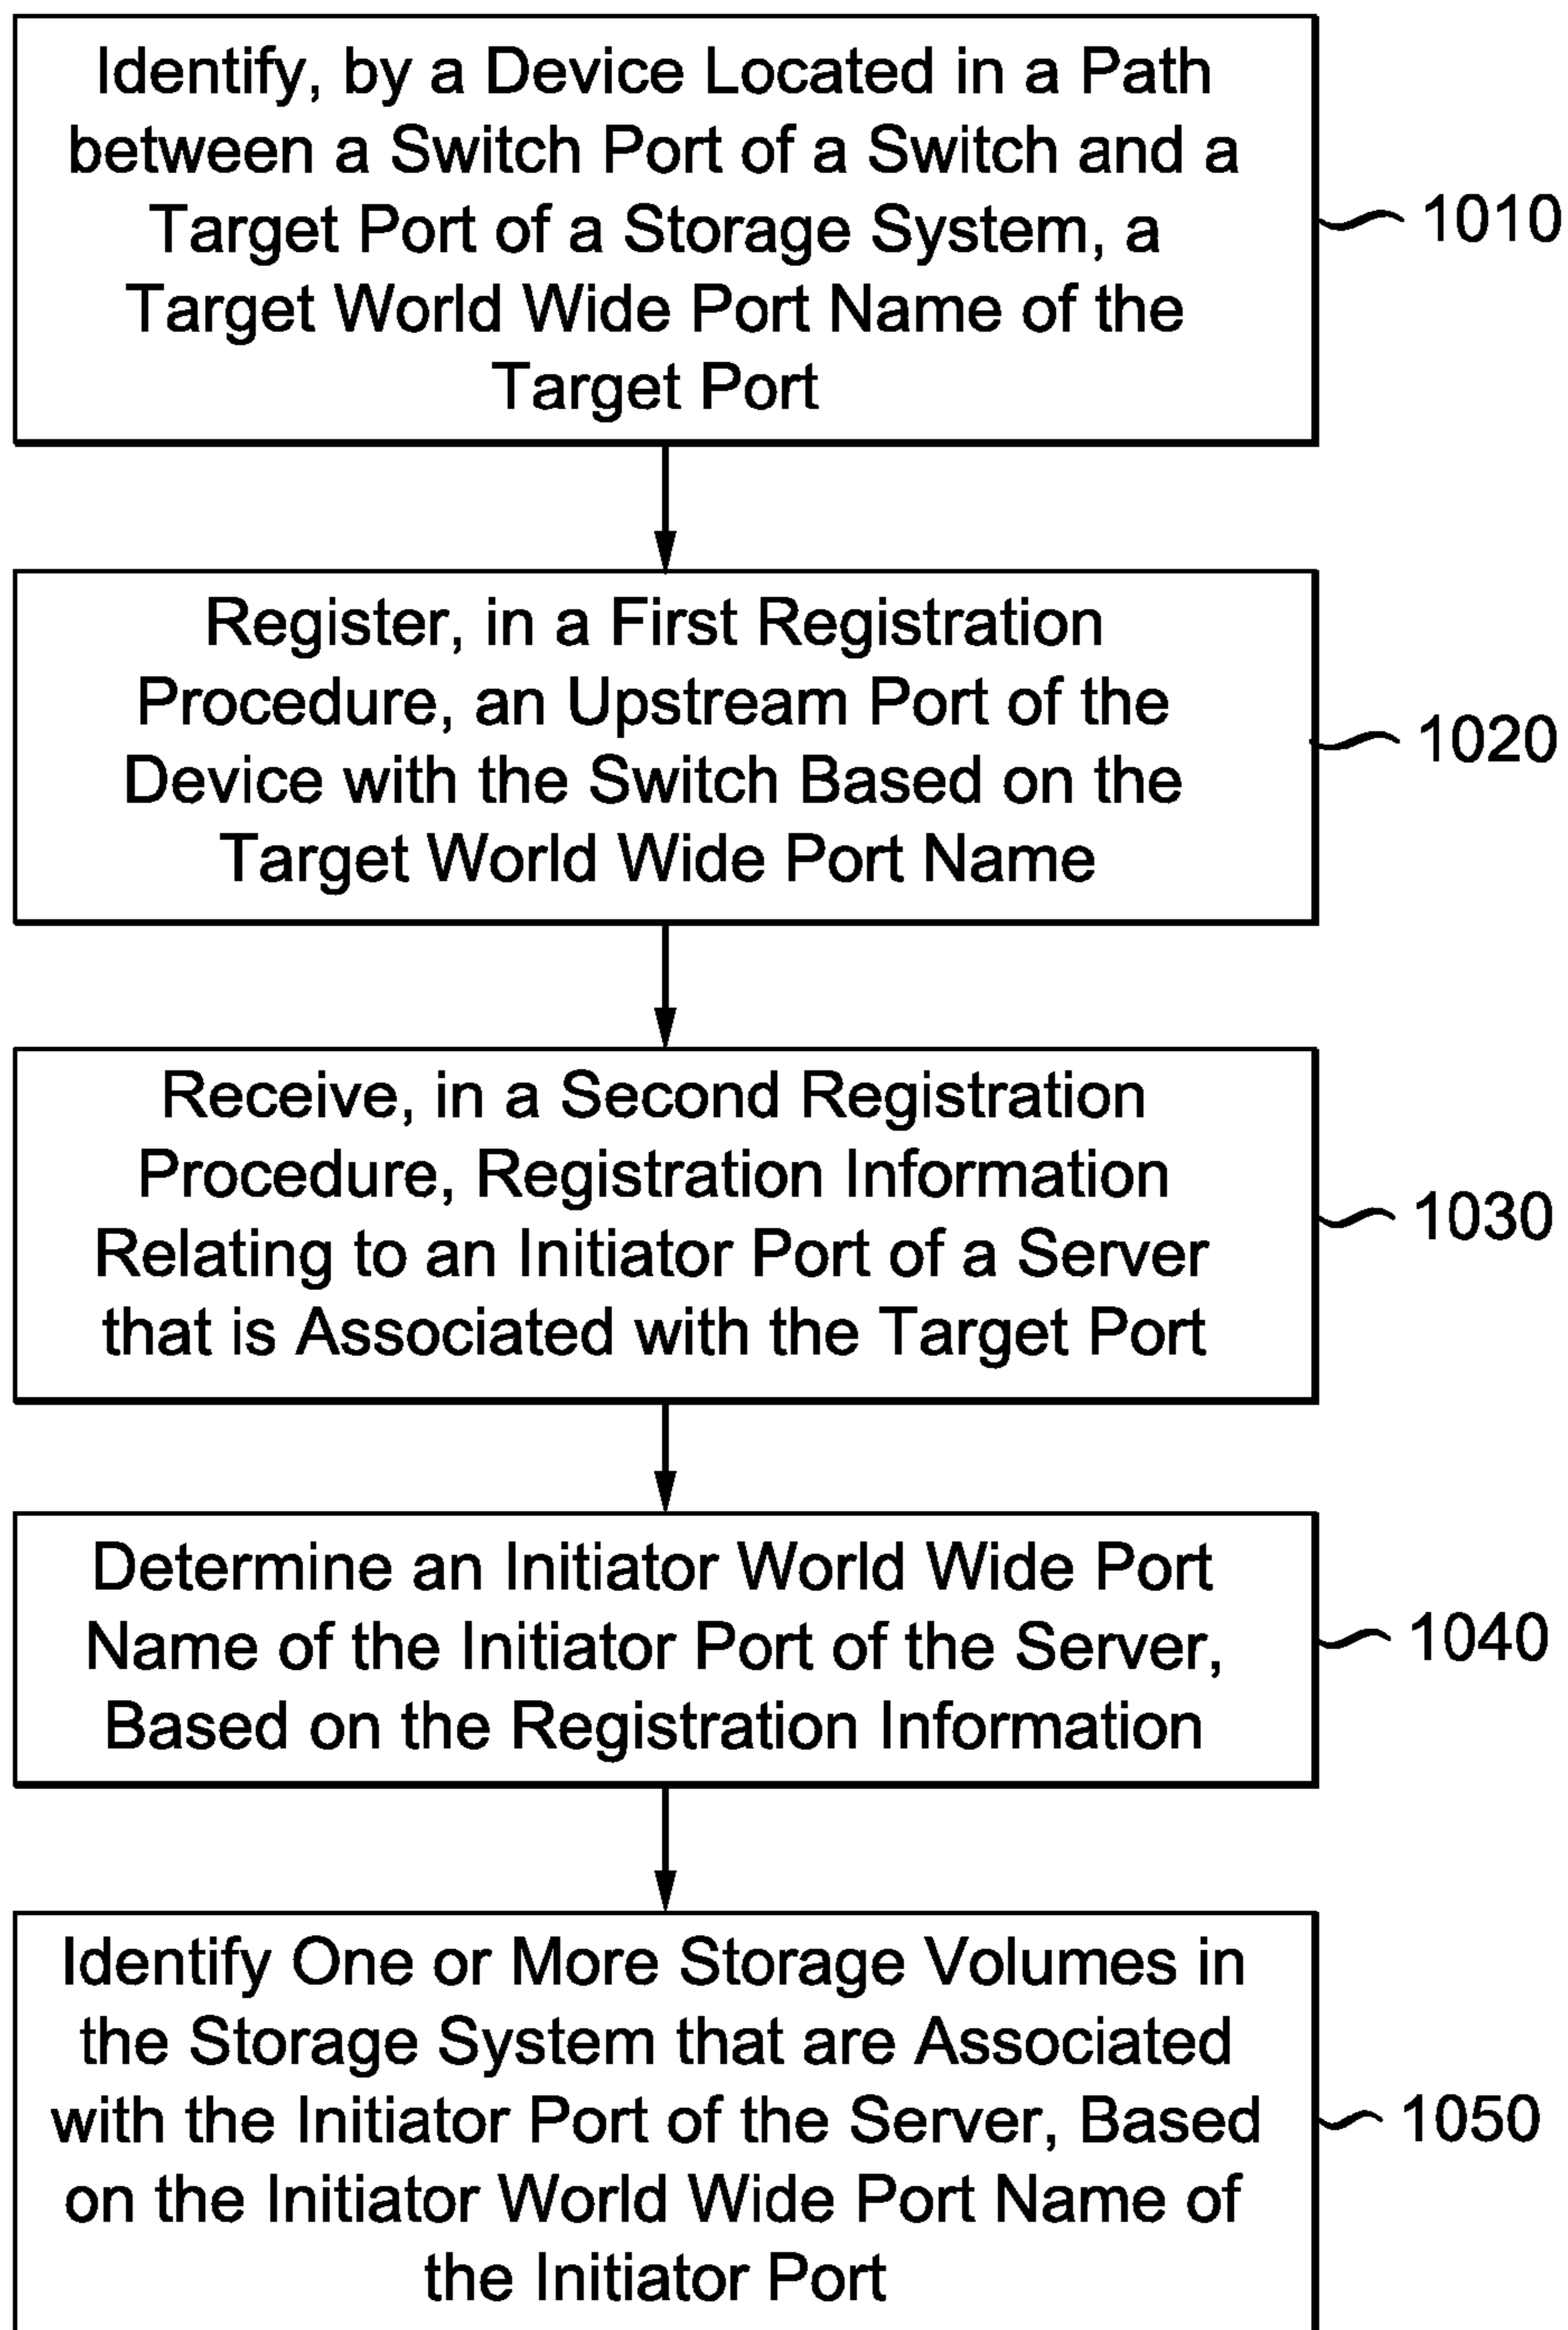 Identify, by a Device Located in a Path
between a Switch Port of a Switch and a
Target Port of a Storage System, a
Target World Wide Port Name of the
Target Port
1010
Register, in a First Registration
Procedure, an Upstream Port of the
Device with the Switch Based on the
Target World Wide Port Name
1020
Receive, in a Second Registration
Procedure, Registration Information
Relating to an Initiator Port of a Server
that is Associated with the Target Port
1030
Determine an Initiator World Wide Port
Name of the Initiator Port of the Server,
Based on the Registration Information
1040
Identify One or More Storage Volumes in
the Storage System that are Associated
with the Initiator Port of the Server, Based
on the Initiator World Wide Port Name of
the Initiator Port
1050